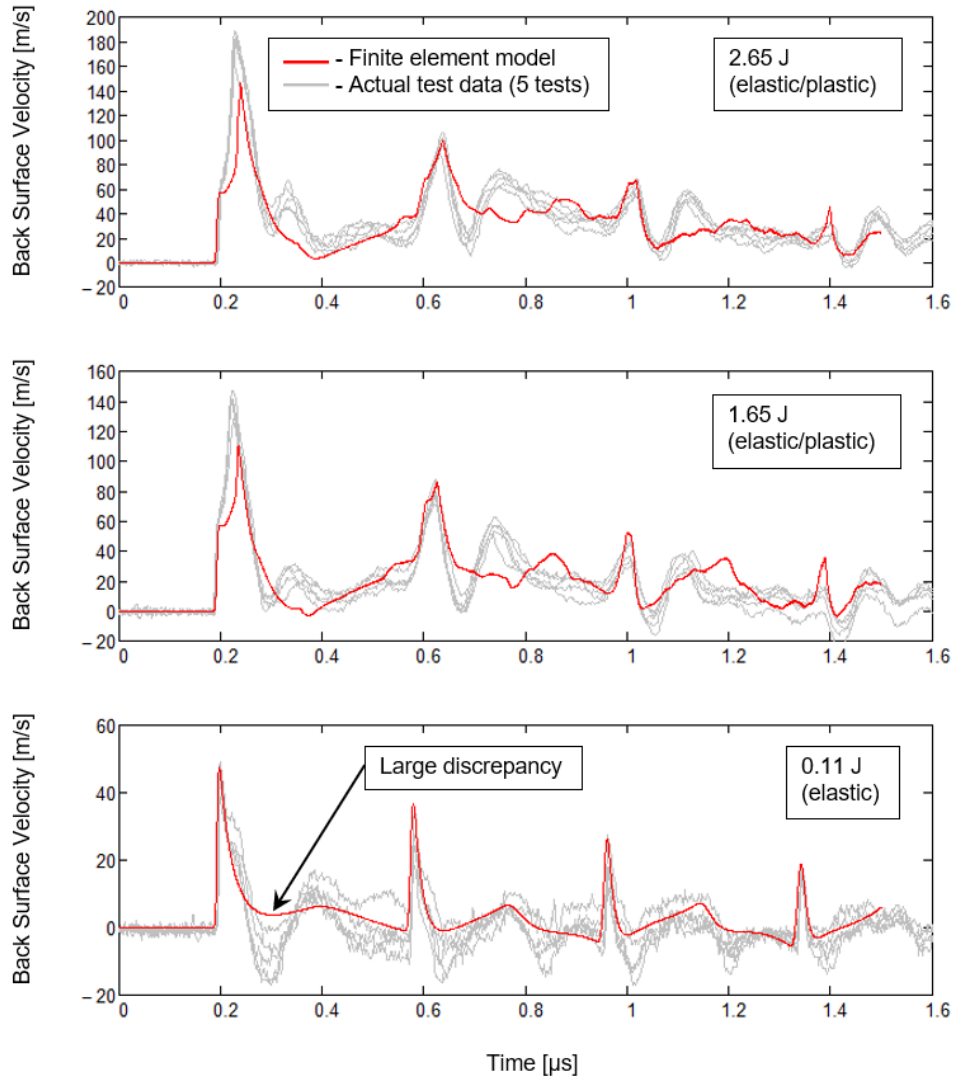 Back Surface Velocity [m/s]
200
180
160
140
120
100
80
60
40
20
0
– 20
- Finite element model
- Actual test data (5 tests)
2.65 J
(elastic/plastic)
0 0.2 0.4 0.6 0.8 1 1.2 1.4 1.6
Back Surface Velocity [m/s]
160
140
120
100
80
60
40
20
0
– 20
1.65 J
(elastic/plastic)
0 0.2 0.4 0.6 0.8 1 1.2 1.4 1.6
Back Surface Velocity [m/s]
60
40
20
0
– 20
Large discrepancy
0.11 J
(elastic)
0 0.2 0.4 0.6 0.8 1 1.2 1.4 1.6
Time [µs]